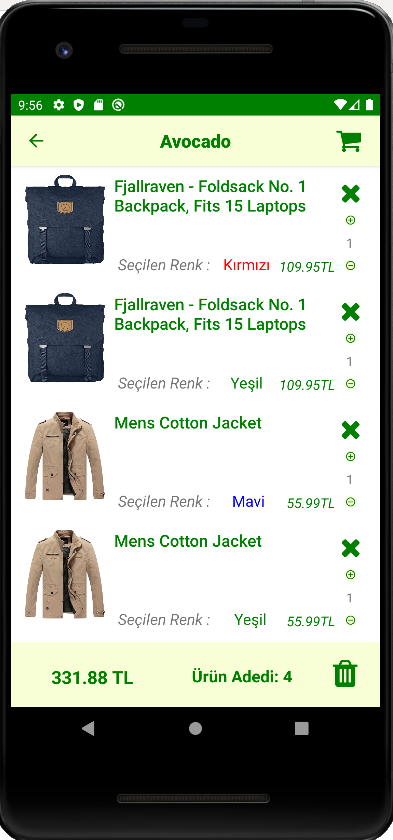 9:56
Avocado
Fjallraven - Foldsack No. 1
Backpack, Fits 15 Laptops
1
Seçilen Renk : Kırmızı 109.95TL
Fjallraven - Foldsack No. 1
Backpack, Fits 15 Laptops
1
Seçilen Renk : Yeşil 109.95TL
Mens Cotton Jacket
1
Seçilen Renk : Mavi 55.99TL
Mens Cotton Jacket
1
Seçilen Renk : Yeşil 55.99TL
331.88 TL Ürün Adedi: 4